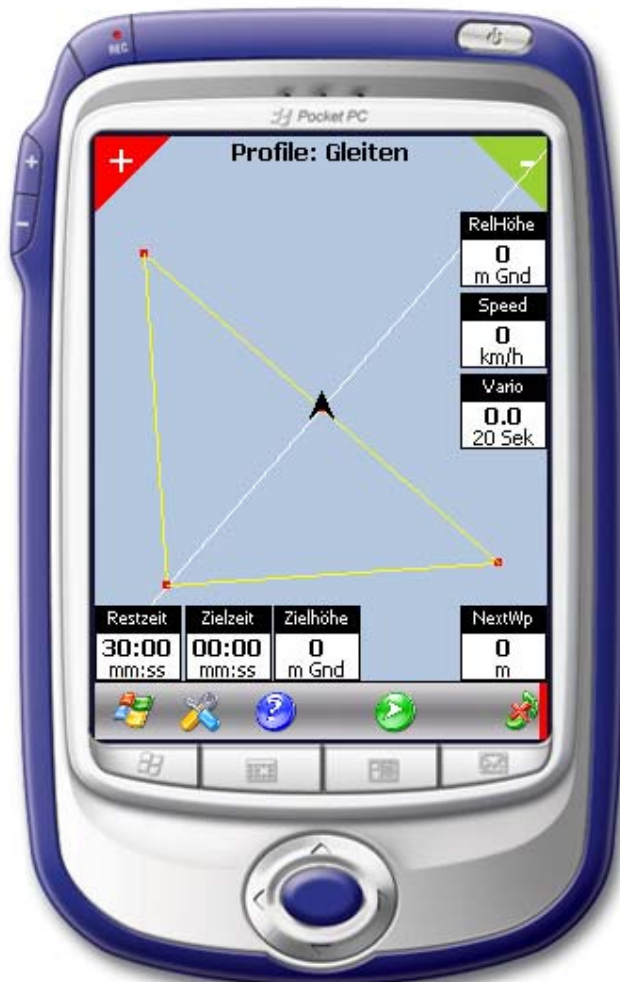 REC
Pocket PC
+
Profile: Gleiten
-
+
-
RelHöhe
0
m Gnd
Speed
0
km/h
Vario
0.0
20 Sek
Restzeit
30:00
mm:ss
Zielzeit
00:00
mm:ss
Zielhöhe
0
m Gnd
NextWp
0
m
?